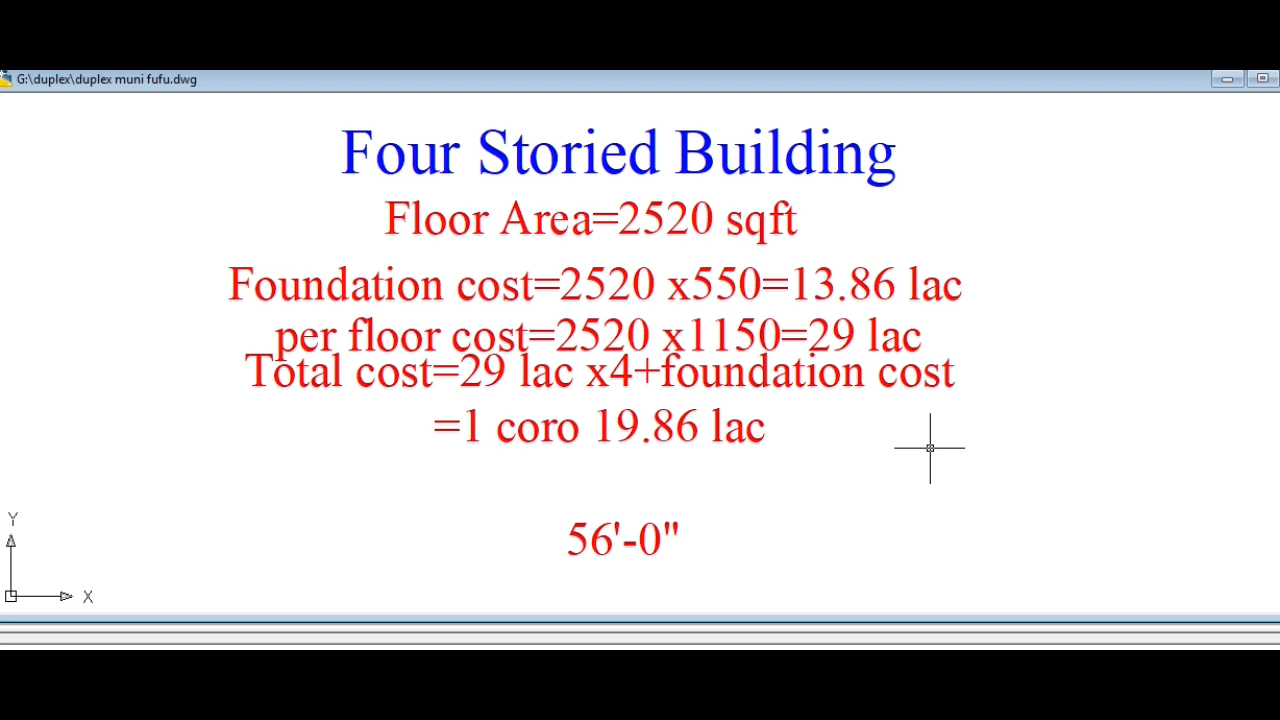 G:\duplex\duplex muni fufu.dwg
Four Storied Building
Floor Area=2520 sqft
Foundation cost=2520 x550=13.86 lac
per floor cost=2520 x1150=29 lac
Total cost=29 lac x4+foundation cost
=1 coro 19.86 lac
56'-0"
Y
X